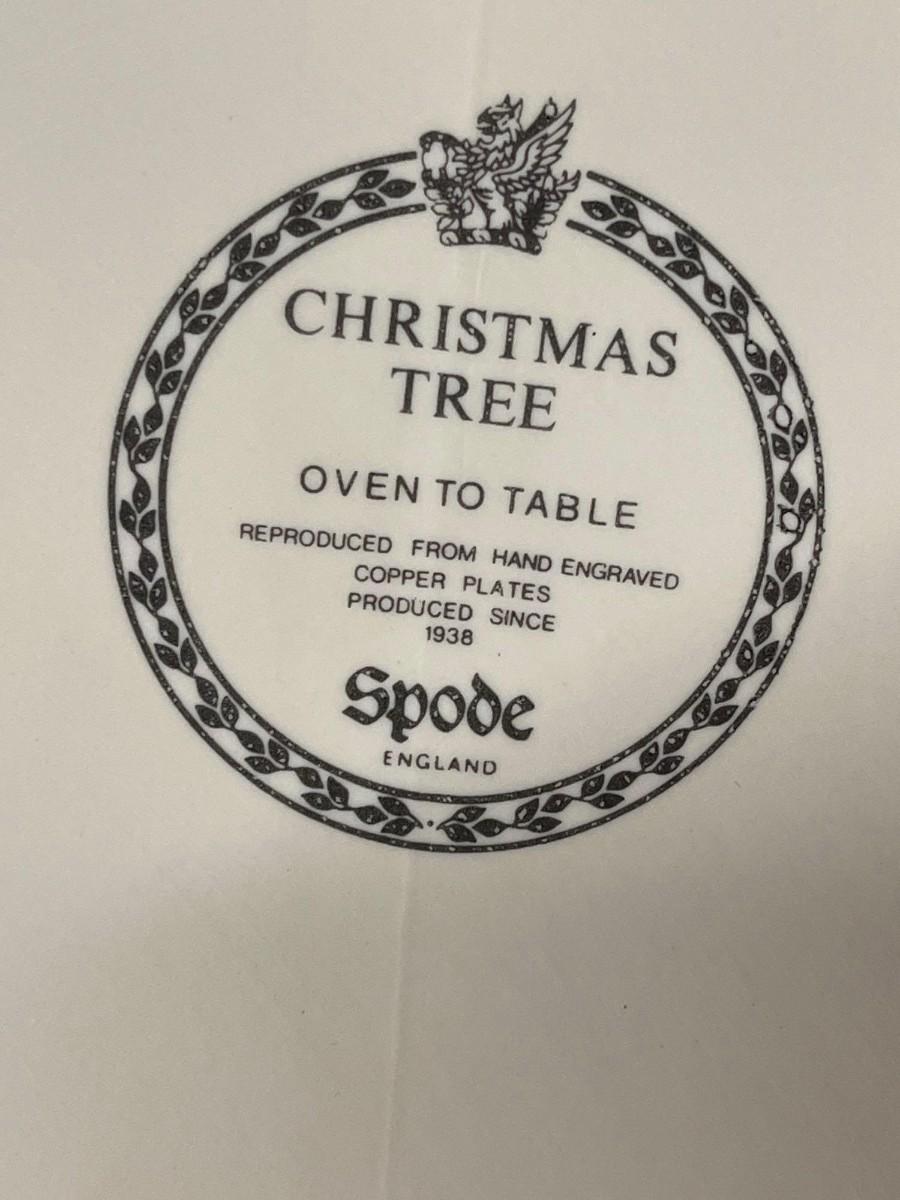 CHRISTMAS
TREE
OVEN TO TABLE
REPRODUCED FROM HAND ENGRAVED
COPPER PLATES
PRODUCED SINCE
1938
Spode
ENGLAND